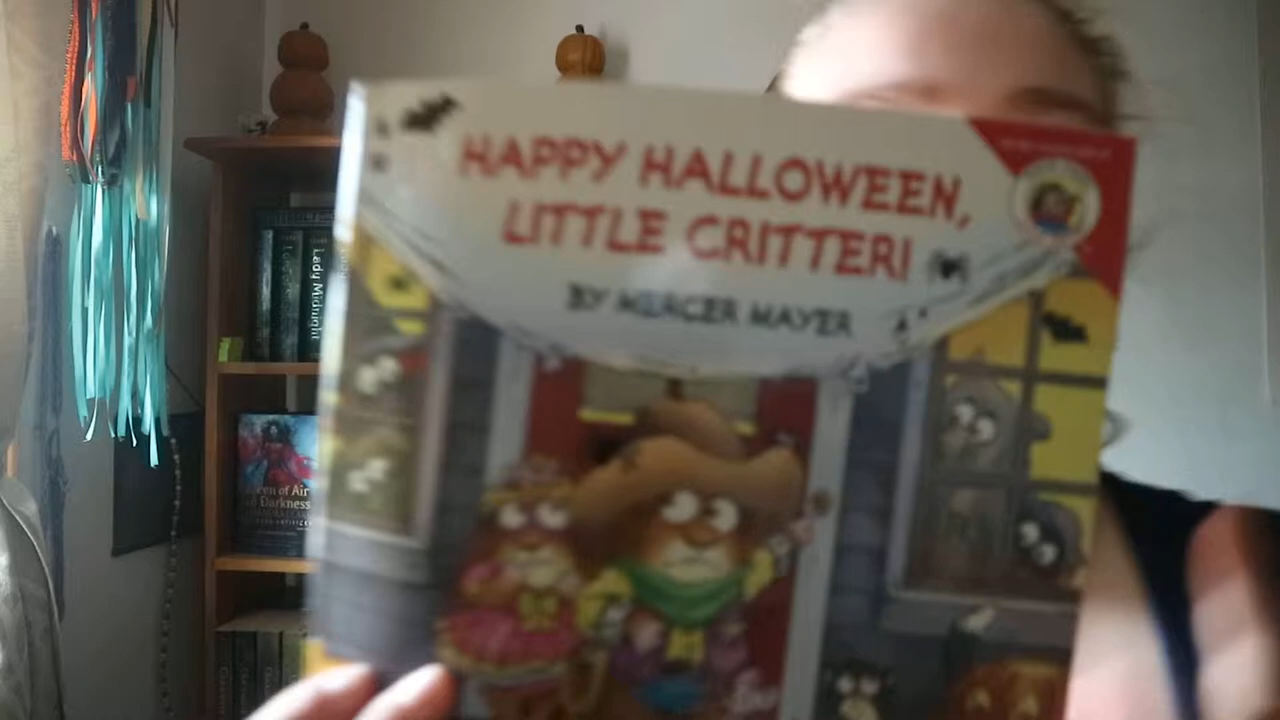 HAPPY HALLOWEEN,
LITTLE CRITTER!
BY MERCER MAYER
Lady Midnight
Queen of Air
and Darkness